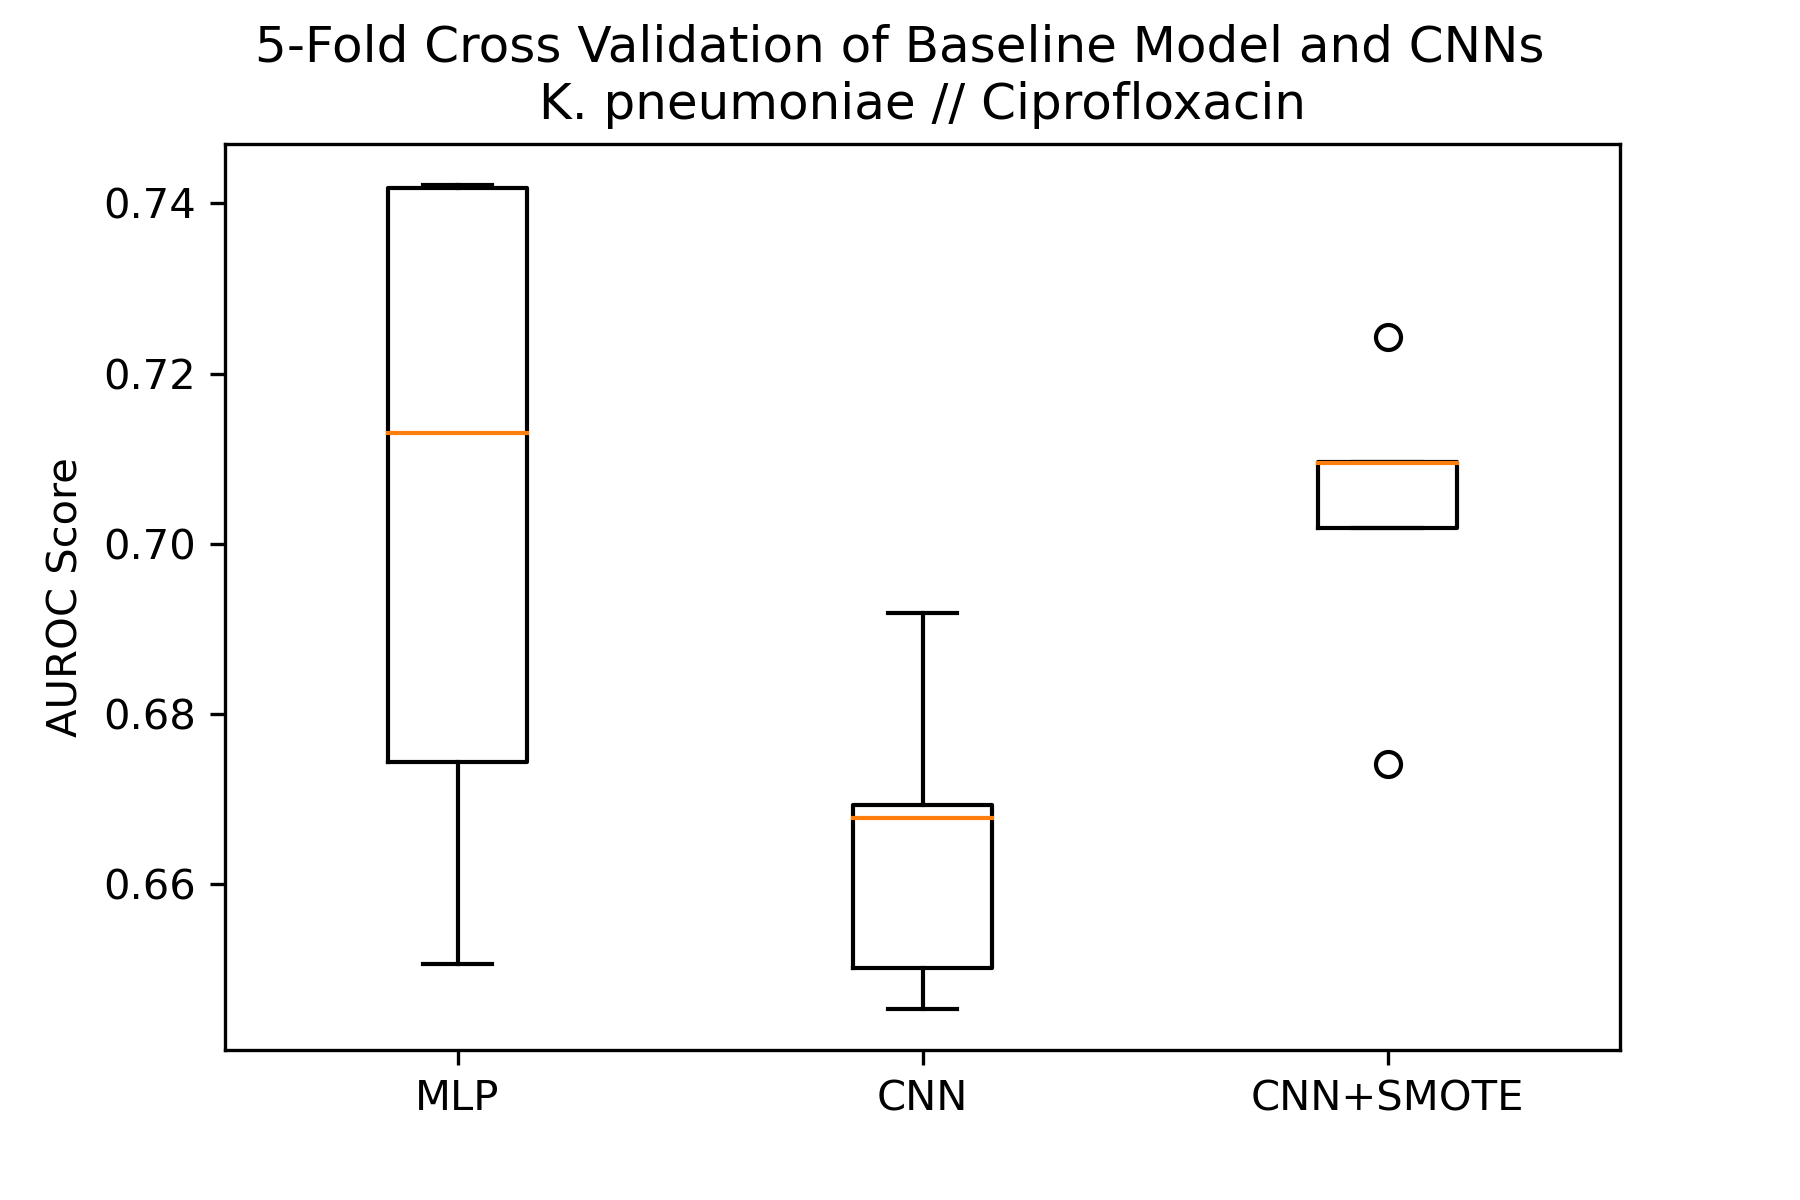 5-Fold Cross Validation of Baseline Model and CNNs
K. pneumoniae // Ciprofloxacin
AUROC Score
0.74
0.72
0.70
0.68
0.66
MLP
CNN
CNN+SMOTE